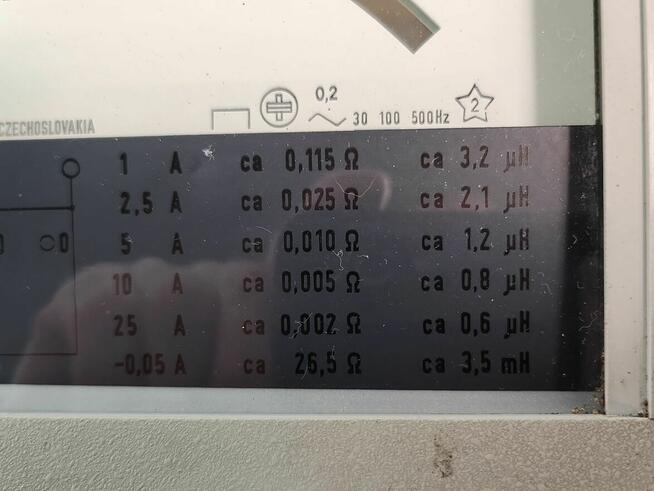 0,2
2
30 100 500Hz
CZECHOSLOVAKIA
1 A ca 0,115 Ω ca 3,2 µH
2,5 A ca 0,025 Ω ca 2,1 µH
0 0 5 A ca 0,010 Ω ca 1,2 µH
10 A ca 0,005 Ω ca 0,8 µH
25 A ca 0,002 Ω ca 0,6 µH
-0,05 A ca 26,5 Ω ca 3,5 mH